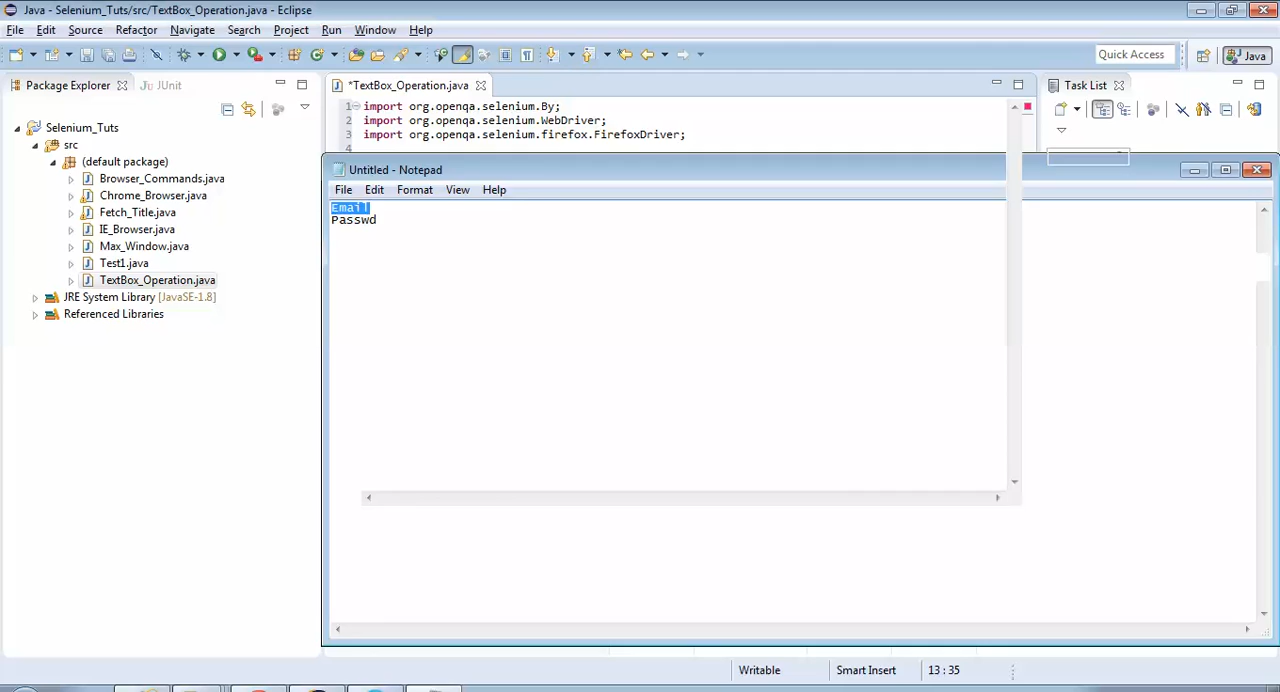 Java - Selenium_Tuts/src/TextBox_Operation.java - Eclipse
File Edit Source Refactor Navigate Search Project Run Window Help
Quick Access
Java
Package Explorer
JUnit
*TextBox_Operation.java
Task List
Selenium_Tuts
src
(default package)
Browser_Commands.java
Chrome_Browser.java
Fetch_Title.java
IE_Browser.java
Max_Window.java
Test1.java
TextBox_Operation.java
JRE System Library [JavaSE-1.8]
Referenced Libraries
1 import org.openqa.selenium.By;
2 import org.openqa.selenium.WebDriver;
3 import org.openqa.selenium.firefox.FirefoxDriver;
4
Untitled - Notepad
File Edit Format View Help
Email
Passwd
Writable
Smart Insert
13 : 35